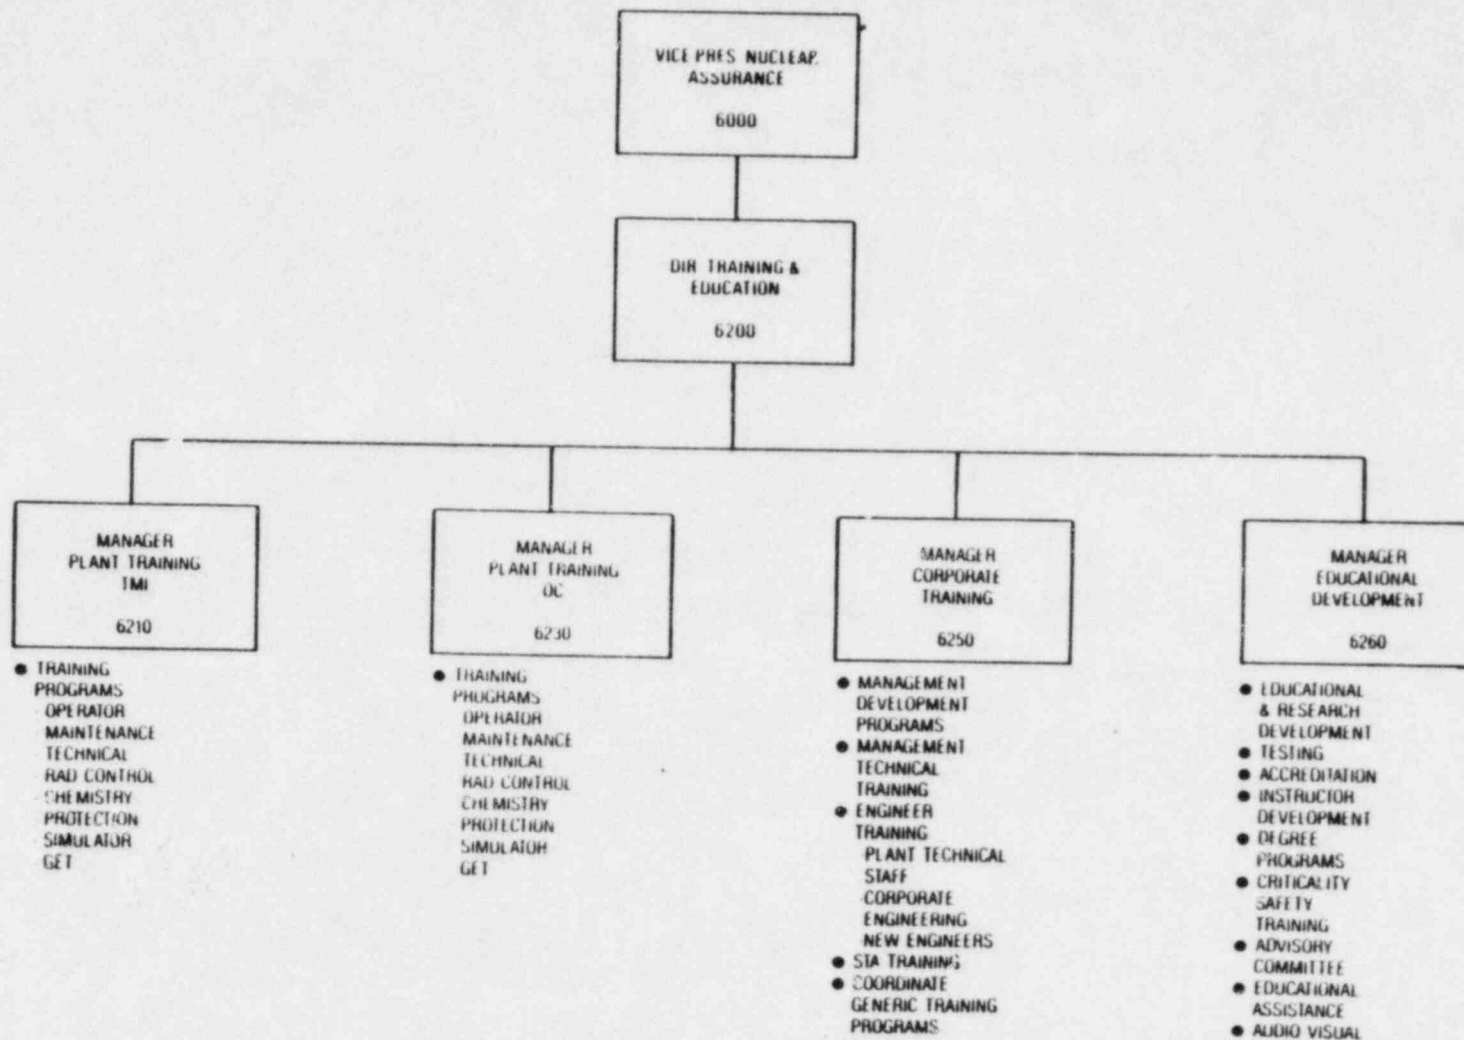 VICE PRES NUCLEAR
ASSURANCE
6000
DIR TRAINING &
EDUCATION
6200
MANAGER
PLANT TRAINING
TMI
6210
● TRAINING
PROGRAMS
OPERATOR
MAINTENANCE
TECHNICAL
RAD CONTROL
CHEMISTRY
PROTECTION
SIMULATOR
GET
MANAGER
PLANT TRAINING
OC
6230
● TRAINING
PROGRAMS
OPERATOR
MAINTENANCE
TECHNICAL
RAD CONTROL
CHEMISTRY
PROTECTION
SIMULATOR
GET
MANAGER
CORPORATE
TRAINING
6250
● MANAGEMENT
DEVELOPMENT
PROGRAMS
● MANAGEMENT
TECHNICAL
TRAINING
● ENGINEER
TRAINING
PLANT TECHNICAL
STAFF
CORPORATE
ENGINEERING
NEW ENGINEERS
● STA TRAINING
● COORDINATE
GENERIC TRAINING
PROGRAMS
MANAGER
EDUCATIONAL
DEVELOPMENT
6260
● EDUCATIONAL
& RESEARCH
DEVELOPMENT
● TESTING
● ACCREDITATION
● INSTRUCTOR
DEVELOPMENT
● DEGREE
PROGRAMS
● CRITICALITY
SAFETY
TRAINING
● ADVISORY
COMMITTEE
● EDUCATIONAL
ASSISTANCE
● AUDIO VISUAL